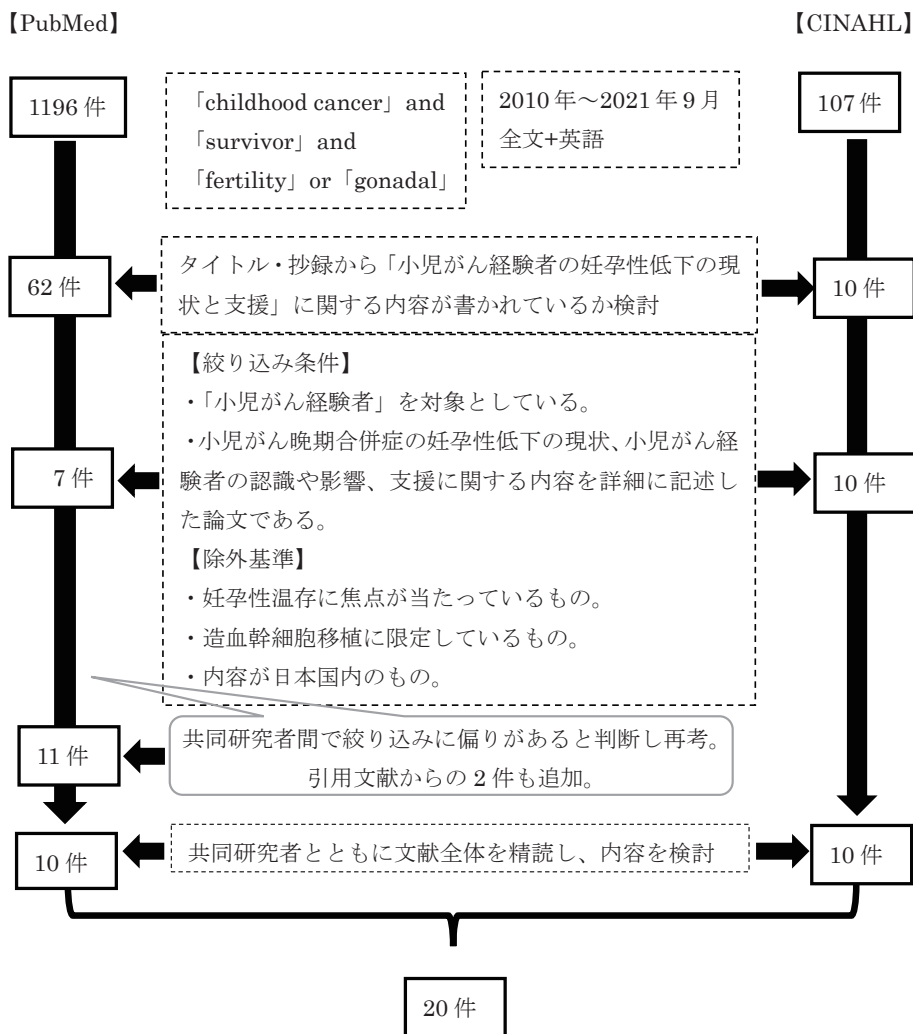 【PubMed】
【CINAHL】
1196 件
「childhood cancer」and
「survivor」and
「fertility」or「gonadal」
2010 年～2021 年 9 月
全文+英語
107 件
62 件
タイトル・抄録から「小児がん経験者の妊孕性低下の現
状と支援」に関する内容が書かれているか検討
10 件
【絞り込み条件】
・「小児がん経験者」を対象としている。
・小児がん晩期合併症の妊孕性低下の現状、小児がん経
験者の認識や影響、支援に関する内容を詳細に記述し
た論文である。
【除外基準】
・妊孕性温存に焦点が当たっているもの。
・造血幹細胞移植に限定しているもの。
・内容が日本国内のもの。
7 件
10 件
11 件
共同研究者間で絞り込みに偏りがあると判断し再考。
引用文献からの 2 件も追加。
10 件
共同研究者とともに文献全体を精読し、内容を検討
10 件
20 件